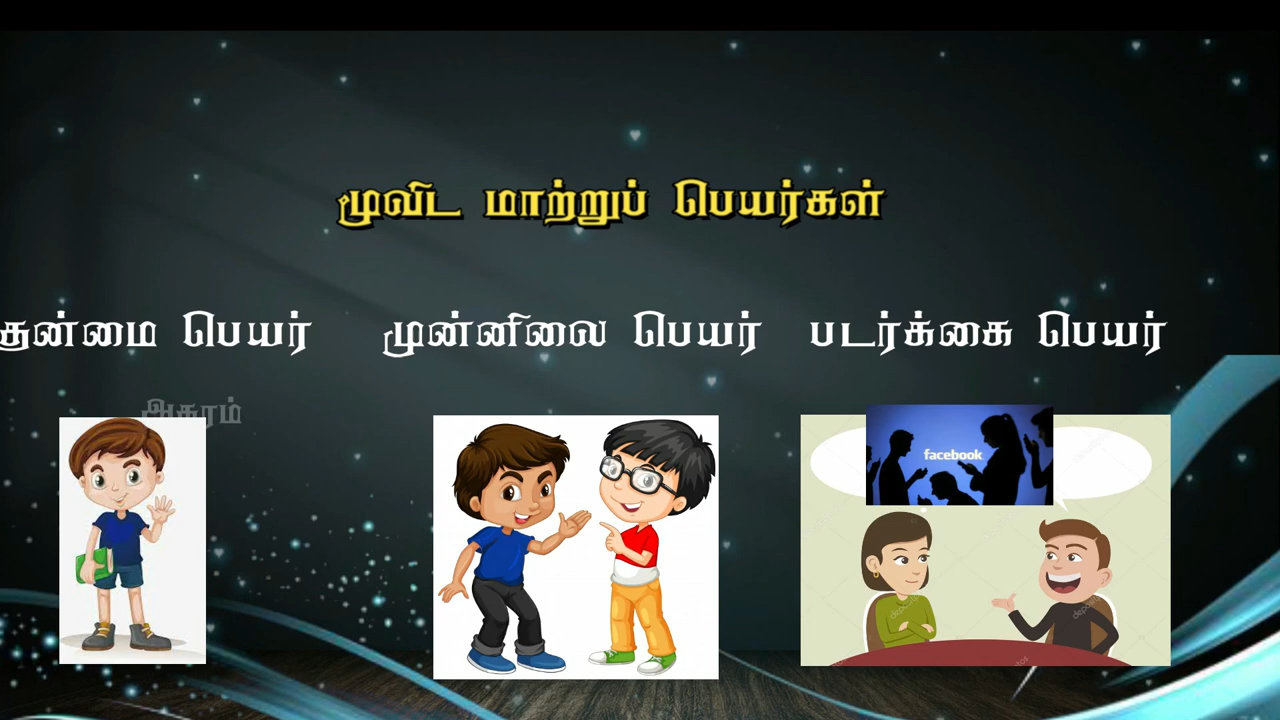 மூவிட மாற்றுப் பெயர்கள்
தன்மை பெயர் முன்னிலை பெயர் படர்க்கை பெயர்
facebook